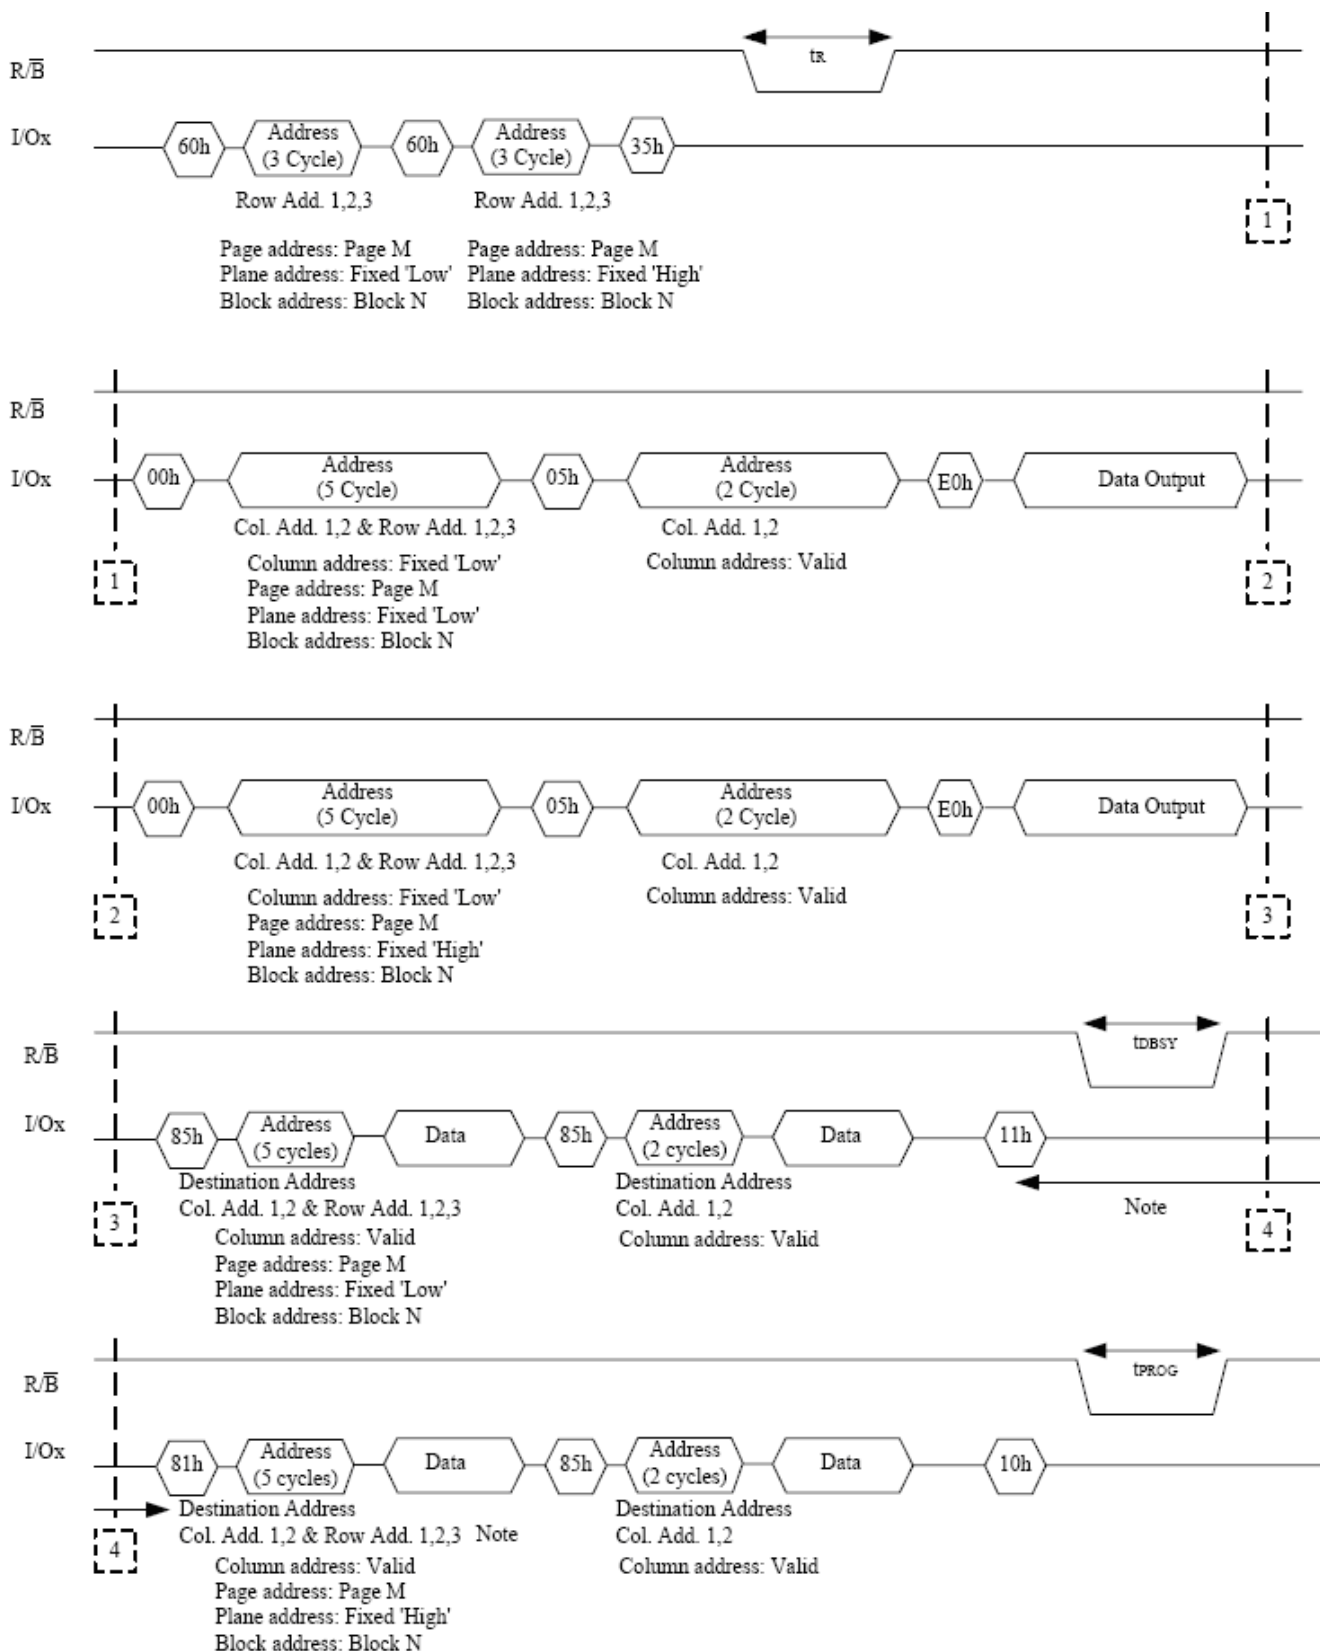 tR
R/B̅
I/Ox
60h Address (3 Cycle) 60h Address (3 Cycle) 35h
Row Add. 1,2,3 Row Add. 1,2,3
1
Page address: Page M Page address: Page M
Plane address: Fixed 'Low' Plane address: Fixed 'High'
Block address: Block N Block address: Block N
R/B̅
I/Ox
00h Address (5 Cycle) 05h Address (2 Cycle) E0h Data Output
Col. Add. 1,2 & Row Add. 1,2,3 Col. Add. 1,2
Column address: Fixed 'Low' Column address: Valid
1 Page address: Page M 2
Plane address: Fixed 'Low'
Block address: Block N
R/B̅
I/Ox
00h Address (5 Cycle) 05h Address (2 Cycle) E0h Data Output
Col. Add. 1,2 & Row Add. 1,2,3 Col. Add. 1,2
Column address: Fixed 'Low' Column address: Valid
2 Page address: Page M 3
Plane address: Fixed 'High'
Block address: Block N
tDBSY
R/B̅
I/Ox
85h Address (5 cycles) Data 85h Address (2 cycles) Data 11h
Destination Address Destination Address
Col. Add. 1,2 & Row Add. 1,2,3 Col. Add. 1,2 Note
3 Column address: Valid Column address: Valid 4
Page address: Page M
Plane address: Fixed 'Low'
Block address: Block N
tPROG
R/B̅
I/Ox
81h Address (5 cycles) Data 85h Address (2 cycles) Data 10h
Destination Address Destination Address
Col. Add. 1,2 & Row Add. 1,2,3 Note Col. Add. 1,2
4 Column address: Valid Column address: Valid
Page address: Page M
Plane address: Fixed 'High'
Block address: Block N